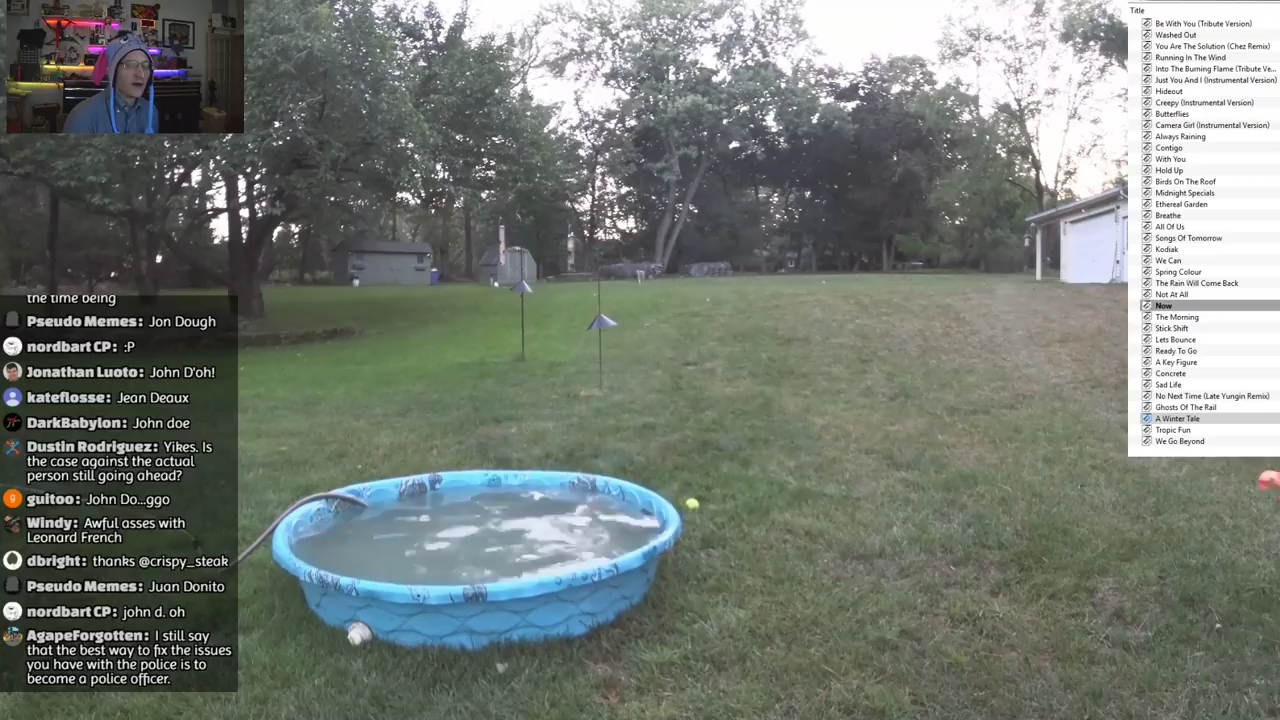 the time being
Pseudo Memes: Jon Dough
nordbart CP: :P
Jonathan Luoto: John D'oh!
kateflosse: Jean Deaux
DarkBabylon: John doe
Dustin Rodriguez: Yikes. Is
the case against the actual
person still going ahead?
guitoo: John Do...ggo
Windy: Awful asses with
Leonard French
dbright: thanks @crispy_steak
Pseudo Memes: Juan Donito
nordbart CP: john d. oh
AgapeForgotten: I still say
that the best way to fix the issues
you have with the police is to
become a police officer.
Title
Be With You (Tribute Version)
Washed Out
You Are The Solution (Chez Remix)
Running In The Wind
Into The Burning Flame (Tribute Ve...
Just You And I (Instrumental Version)
Hideout
Creepy (Instrumental Version)
Butterflies
Camera Girl (Instrumental Version)
Always Raining
Contigo
With You
Hold Up
Birds On The Roof
Midnight Specials
Ethereal Garden
Breathe
All Of Us
Songs Of Tomorrow
Kodiak
We Can
Spring Colour
The Rain Will Come Back
Not At All
Now
The Morning
Stick Shift
Lets Bounce
Ready To Go
A Key Figure
Concrete
Sad Life
No Next Time (Late Yungin Remix)
Ghosts Of The Rail
A Winter Tale
Tropic Fun
We Go Beyond